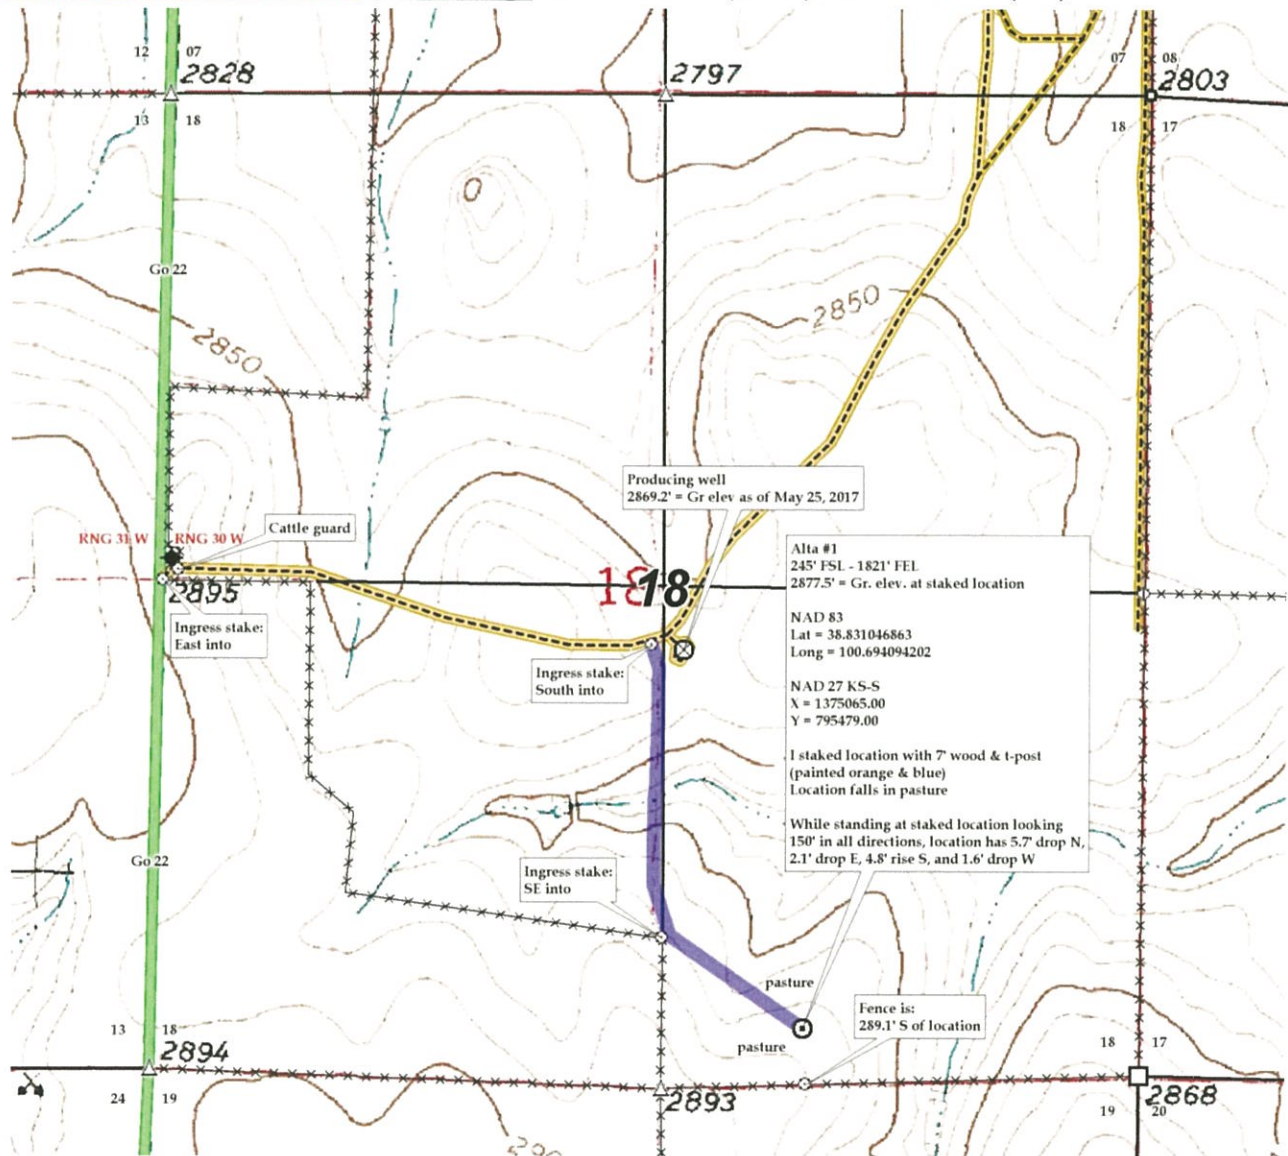 12 07
2828
2797
07 08
2803
13 18
18 17
Go 22
2850
2850
Producing well
2869.2' = Gr elev as of May 25, 2017
Cattle guard
RNG 31 W RNG 30 W
2895
18 18
Ingress stake:
East into
Ingress stake:
South into
Alta #1
245' FSL - 1821' FEL
2877.5' = Gr. elev. at staked location
NAD 83
Lat = 38.831046863
Long = 100.694094202
NAD 27 KS-S
X = 1375065.00
Y = 795479.00
I staked location with 7' wood & t-post
(painted orange & blue)
Location falls in pasture
While standing at staked location looking
150' in all directions, location has 5.7' drop N,
2.1' drop E, 4.8' rise S, and 1.6' drop W
Go 22
Ingress stake:
SE into
pasture
Fence is:
289.1' S of location
pasture
13 18
2894
18 17
24 19
2893
2868
19 20